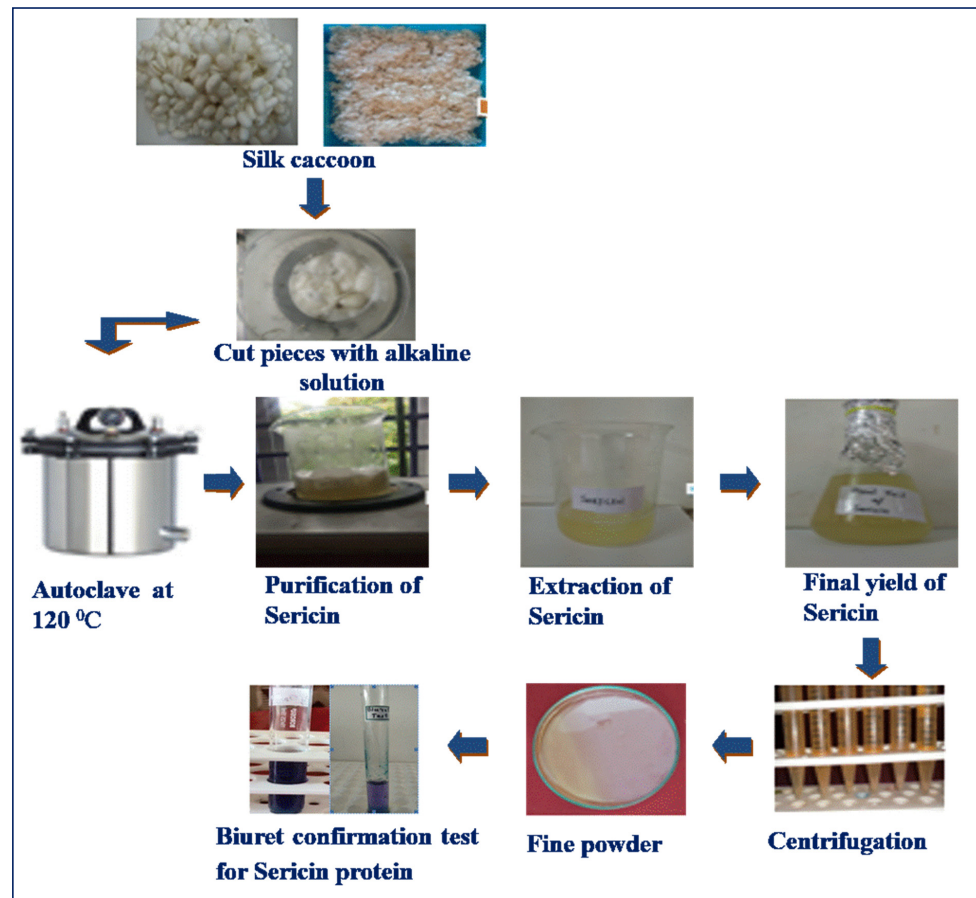 Silk caccoon
Cut pieces with alkaline
solution
Autoclave at
120 ⁰C
Purification of
Sericin
Extraction of
Sericin
Final yield of
Sericin
Biuret confirmation test
for Sericin protein
Fine powder
Centrifugation